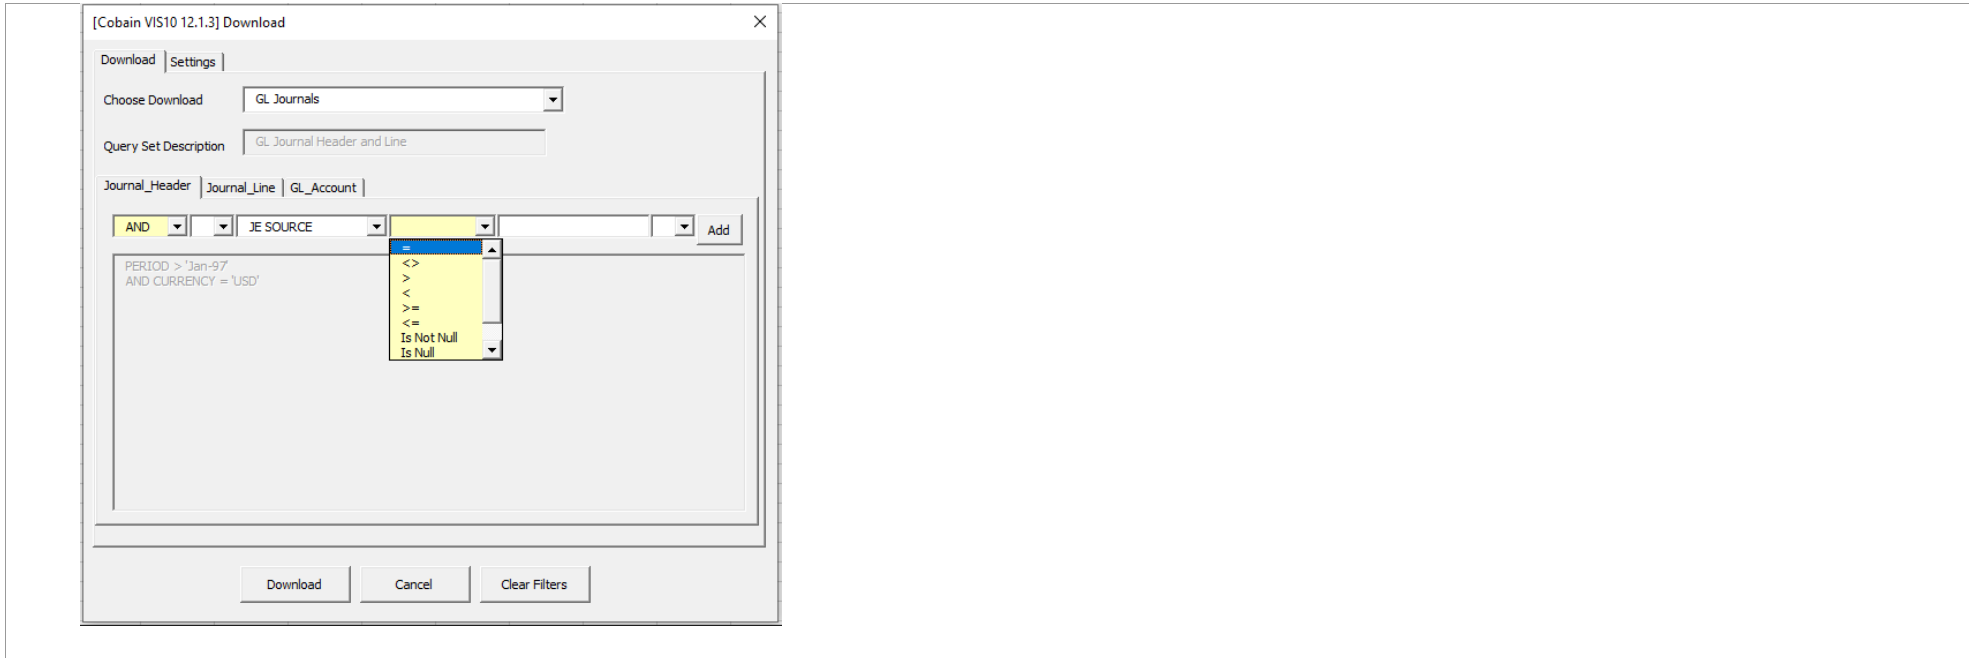 [Cobain VIS10 12.1.3] Download
Download Settings
Choose Download GL Journals
Query Set Description GL Journal Header and Line
Journal_Header Journal_Line GL_Account
AND JE SOURCE Add
=
<>
>
<
>=
<=
Is Not Null
Is Null
PERIOD > 'Jan-97'
AND CURRENCY = 'USD'
Download Cancel Clear Filters